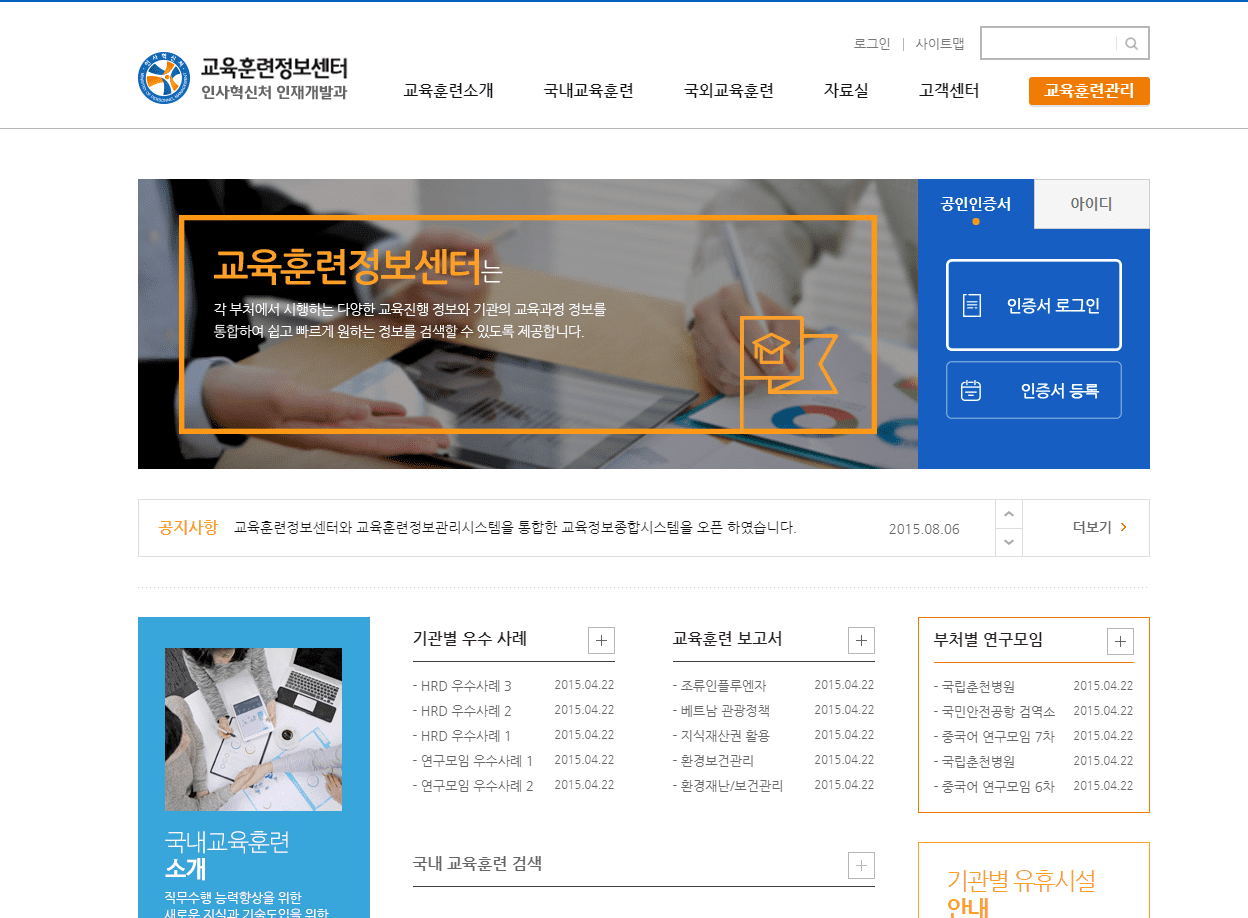 로그인 | 사이트맵
교육훈련정보센터
인사혁신처 인재개발과
교육훈련소개 국내교육훈련 국외교육훈련 자료실 고객센터 교육훈련관리
교육훈련정보센터는
각 부처에서 시행하는 다양한 교육진행 정보와 기관의 교육과정 정보를
통합하여 쉽고 빠르게 원하는 정보를 검색할 수 있도록 제공합니다.
공인인증서 아이디
인증서 로그인
인증서 등록
공지사항 교육훈련정보센터와 교육훈련정보관리시스템을 통합한 교육정보종합시스템을 오픈 하였습니다. 2015.08.06 더보기
국내교육훈련
소개
직무수행 능력향상을 위한
새로운 지식과 기술도입을 위한
기관별 우수 사례
- HRD 우수사례 3 2015.04.22
- HRD 우수사례 2 2015.04.22
- HRD 우수사례 1 2015.04.22
- 연구모임 우수사례 1 2015.04.22
- 연구모임 우수사례 2 2015.04.22
교육훈련 보고서
- 조류인플루엔자 2015.04.22
- 베트남 관광정책 2015.04.22
- 지식재산권 활용 2015.04.22
- 환경보건관리 2015.04.22
- 환경재난/보건관리 2015.04.22
부처별 연구모임
- 국립춘천병원 2015.04.22
- 국민안전공항 검역소 2015.04.22
- 중국어 연구모임 7차 2015.04.22
- 국립춘천병원 2015.04.22
- 중국어 연구모임 6차 2015.04.22
국내 교육훈련 검색
기관별 유휴시설
안내